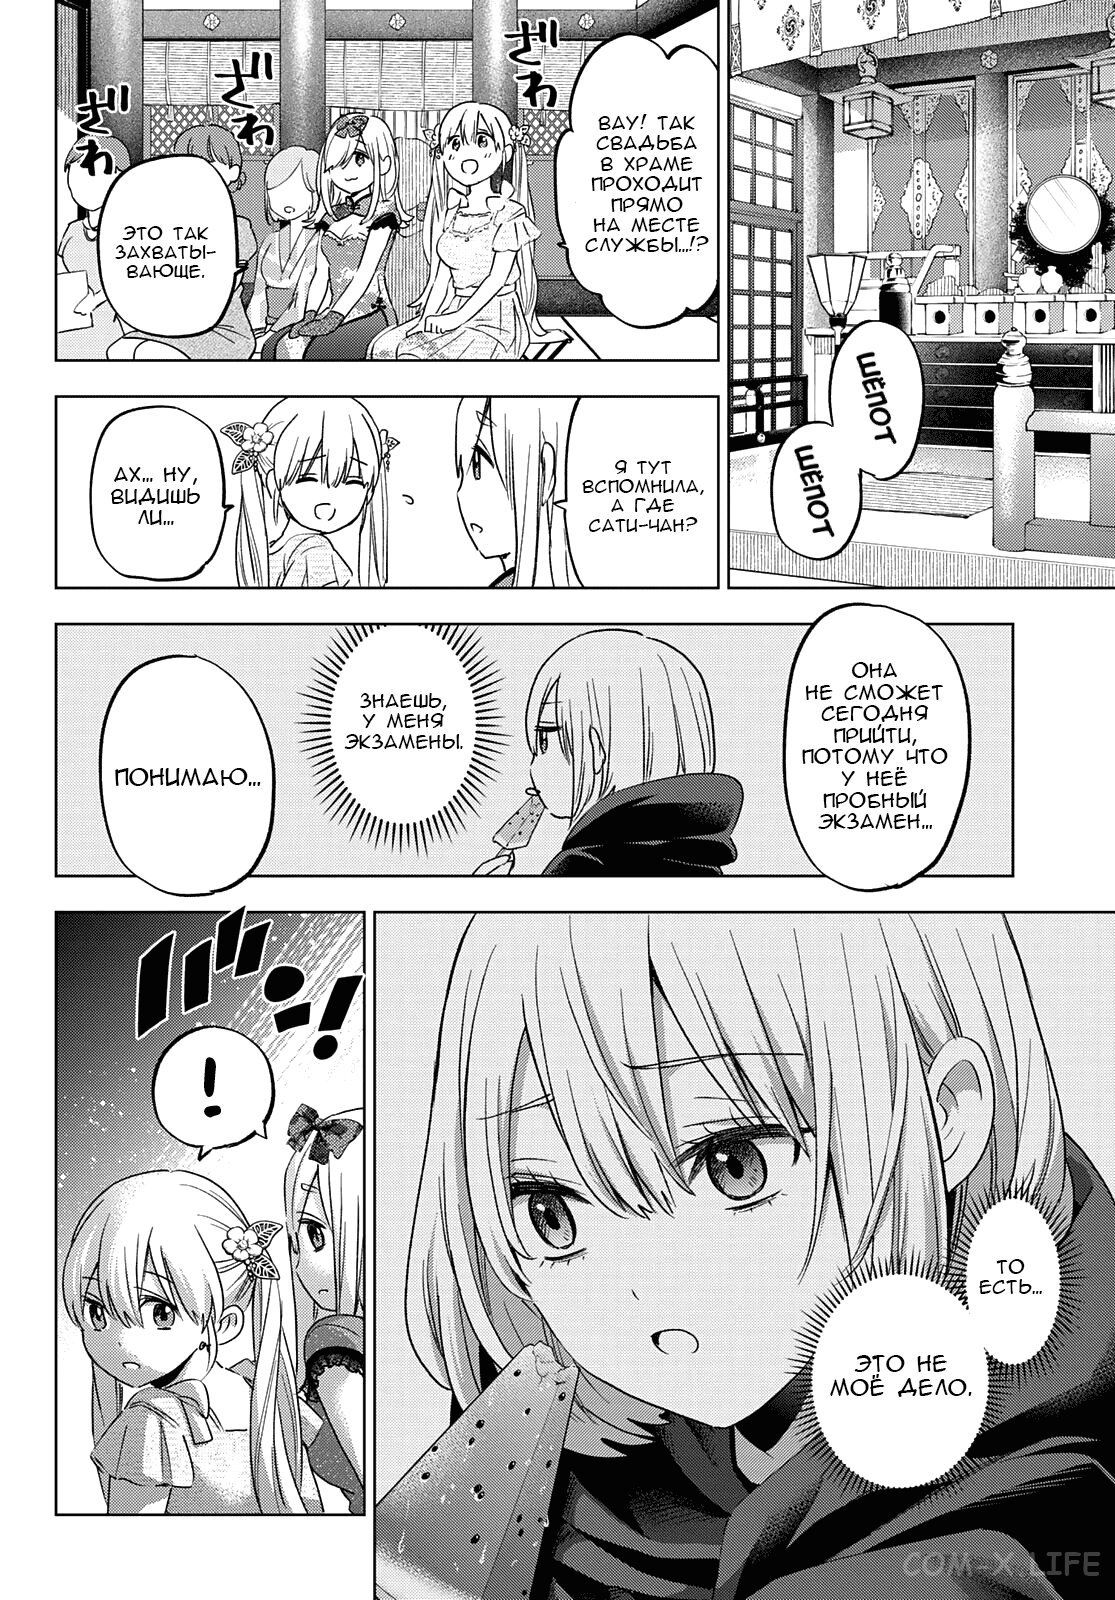 ШЁПОТ
ШЁПОТ
ВАУ! ТАК
СВАДЬБА
В ХРАМЕ
ПРОХОДИТ
ПРЯМО
НА МЕСТЕ
СЛУЖБЫ...!?
ざわ
ざわ
ざわ
ЭТО ТАК
ЗАХВАТЫ-
ВАЮЩЕ.
Я ТУТ
ВСПОМНИЛА,
А ГДЕ
САТИ-ЧАН?
АХ... НУ,
ВИДИШЬ
ЛИ...
ОНА
НЕ СМОЖЕТ
СЕГОДНЯ
ПРИЙТИ,
ПОТОМУ ЧТО
У НЕЁ
ПРОБНЫЙ
ЭКЗАМЕН...
ЗНАЕШЬ,
У МЕНЯ
ЭКЗАМЕНЫ.
ПОНИМАЮ...
ТО
ЕСТЬ...
ЭТО НЕ
МОЁ ДЕЛО.
!
COM-X.LIFE